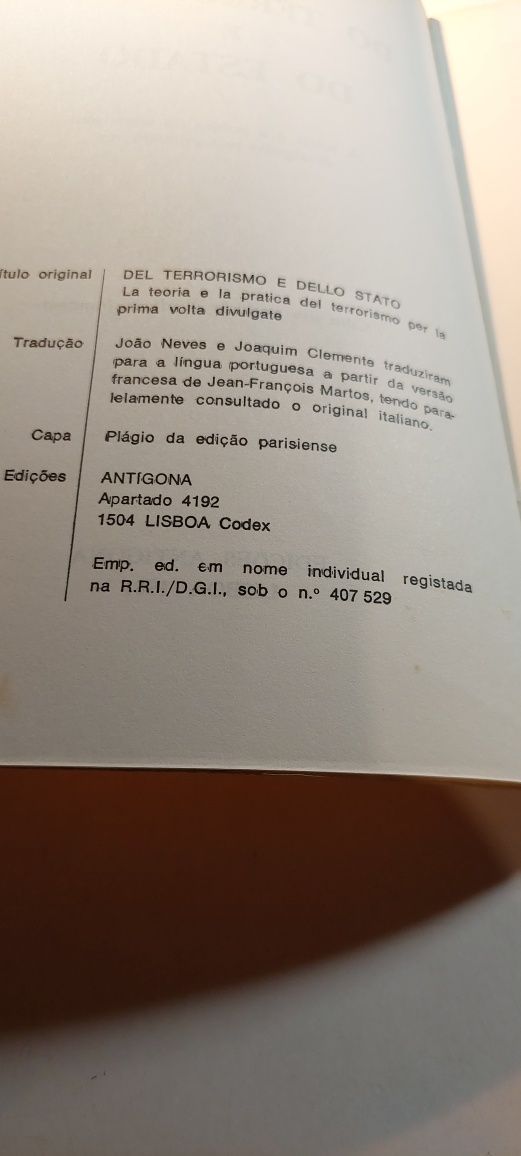 ítulo original DEL TERRORISMO E DELLO STATO
La teoria e la pratica del terrorismo per la
prima volta divulgate
Tradução João Neves e Joaquim Clemente traduziram
para a língua portuguesa a partir da versão
francesa de Jean-François Martos, tendo para-
lelamente consultado o original italiano.
Capa Plágio da edição parisiense
Edições ANTÍGONA
Apartado 4192
1504 LISBOA Codex
Emp. ed. em nome individual registada
na R.R.I./D.G.I., sob o n.º 407 529